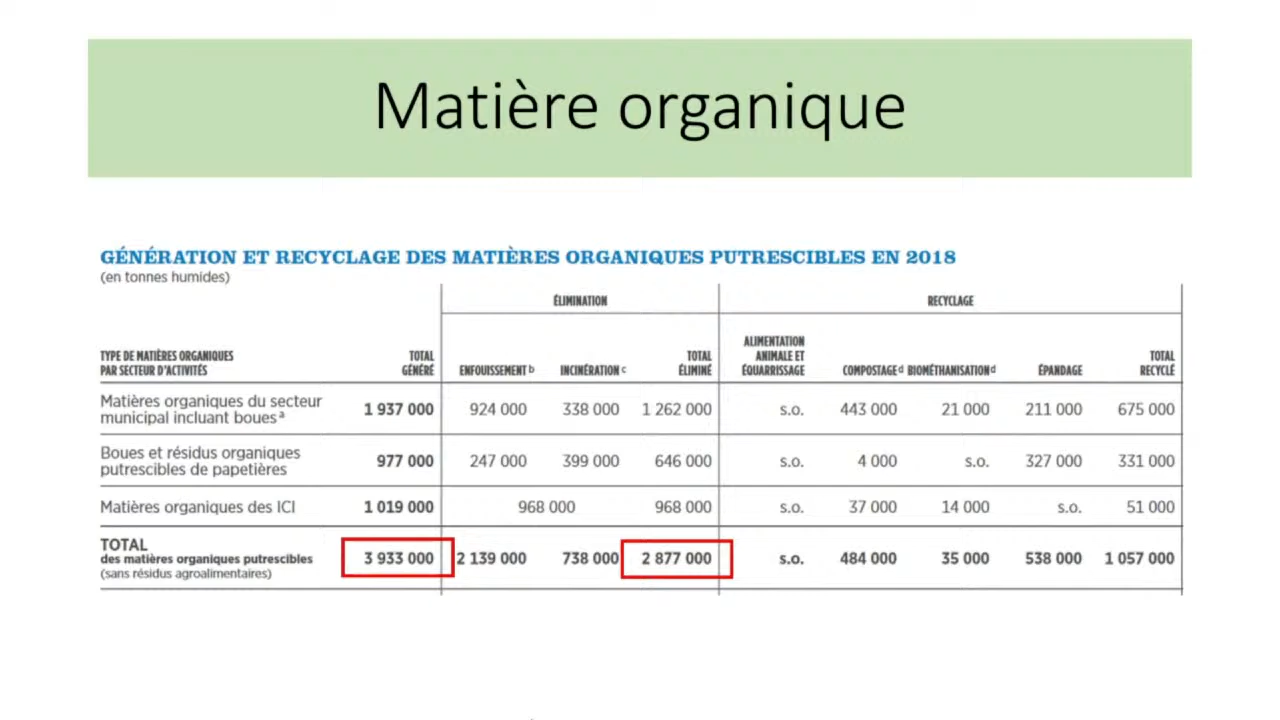 Matière organique
GÉNÉRATION ET RECYCLAGE DES MATIÈRES ORGANIQUES PUTRESCIBLES EN 2018
(en tonnes humides)
ÉLIMINATION RECYCLAGE
TYPE DE MATIÈRES ORGANIQUES
PAR SECTEUR D'ACTIVITÉS
TOTAL
GÉNÉRÉ
ENFOUISSEMENT b
INCINÉRATION c
TOTAL
ÉLIMINÉ
ALIMENTATION
ANIMALE ET
ÉQUARRISSAGE
COMPOSTAGE d
BIOMÉTHANISATION d
ÉPANDAGE
TOTAL
RECYCLÉ
Matières organiques du secteur
municipal incluant boues a
1 937 000 924 000 338 000 1 262 000 s.o. 443 000 21 000 211 000 675 000
Boues et résidus organiques
putrescibles de papetières
977 000 247 000 399 000 646 000 s.o. 4 000 s.o. 327 000 331 000
Matières organiques des ICI 1 019 000 968 000 968 000 s.o. 37 000 14 000 s.o. 51 000
TOTAL
des matières organiques putrescibles
(sans résidus agroalimentaires)
3 933 000 2 139 000 738 000 2 877 000 s.o. 484 000 35 000 538 000 1 057 000